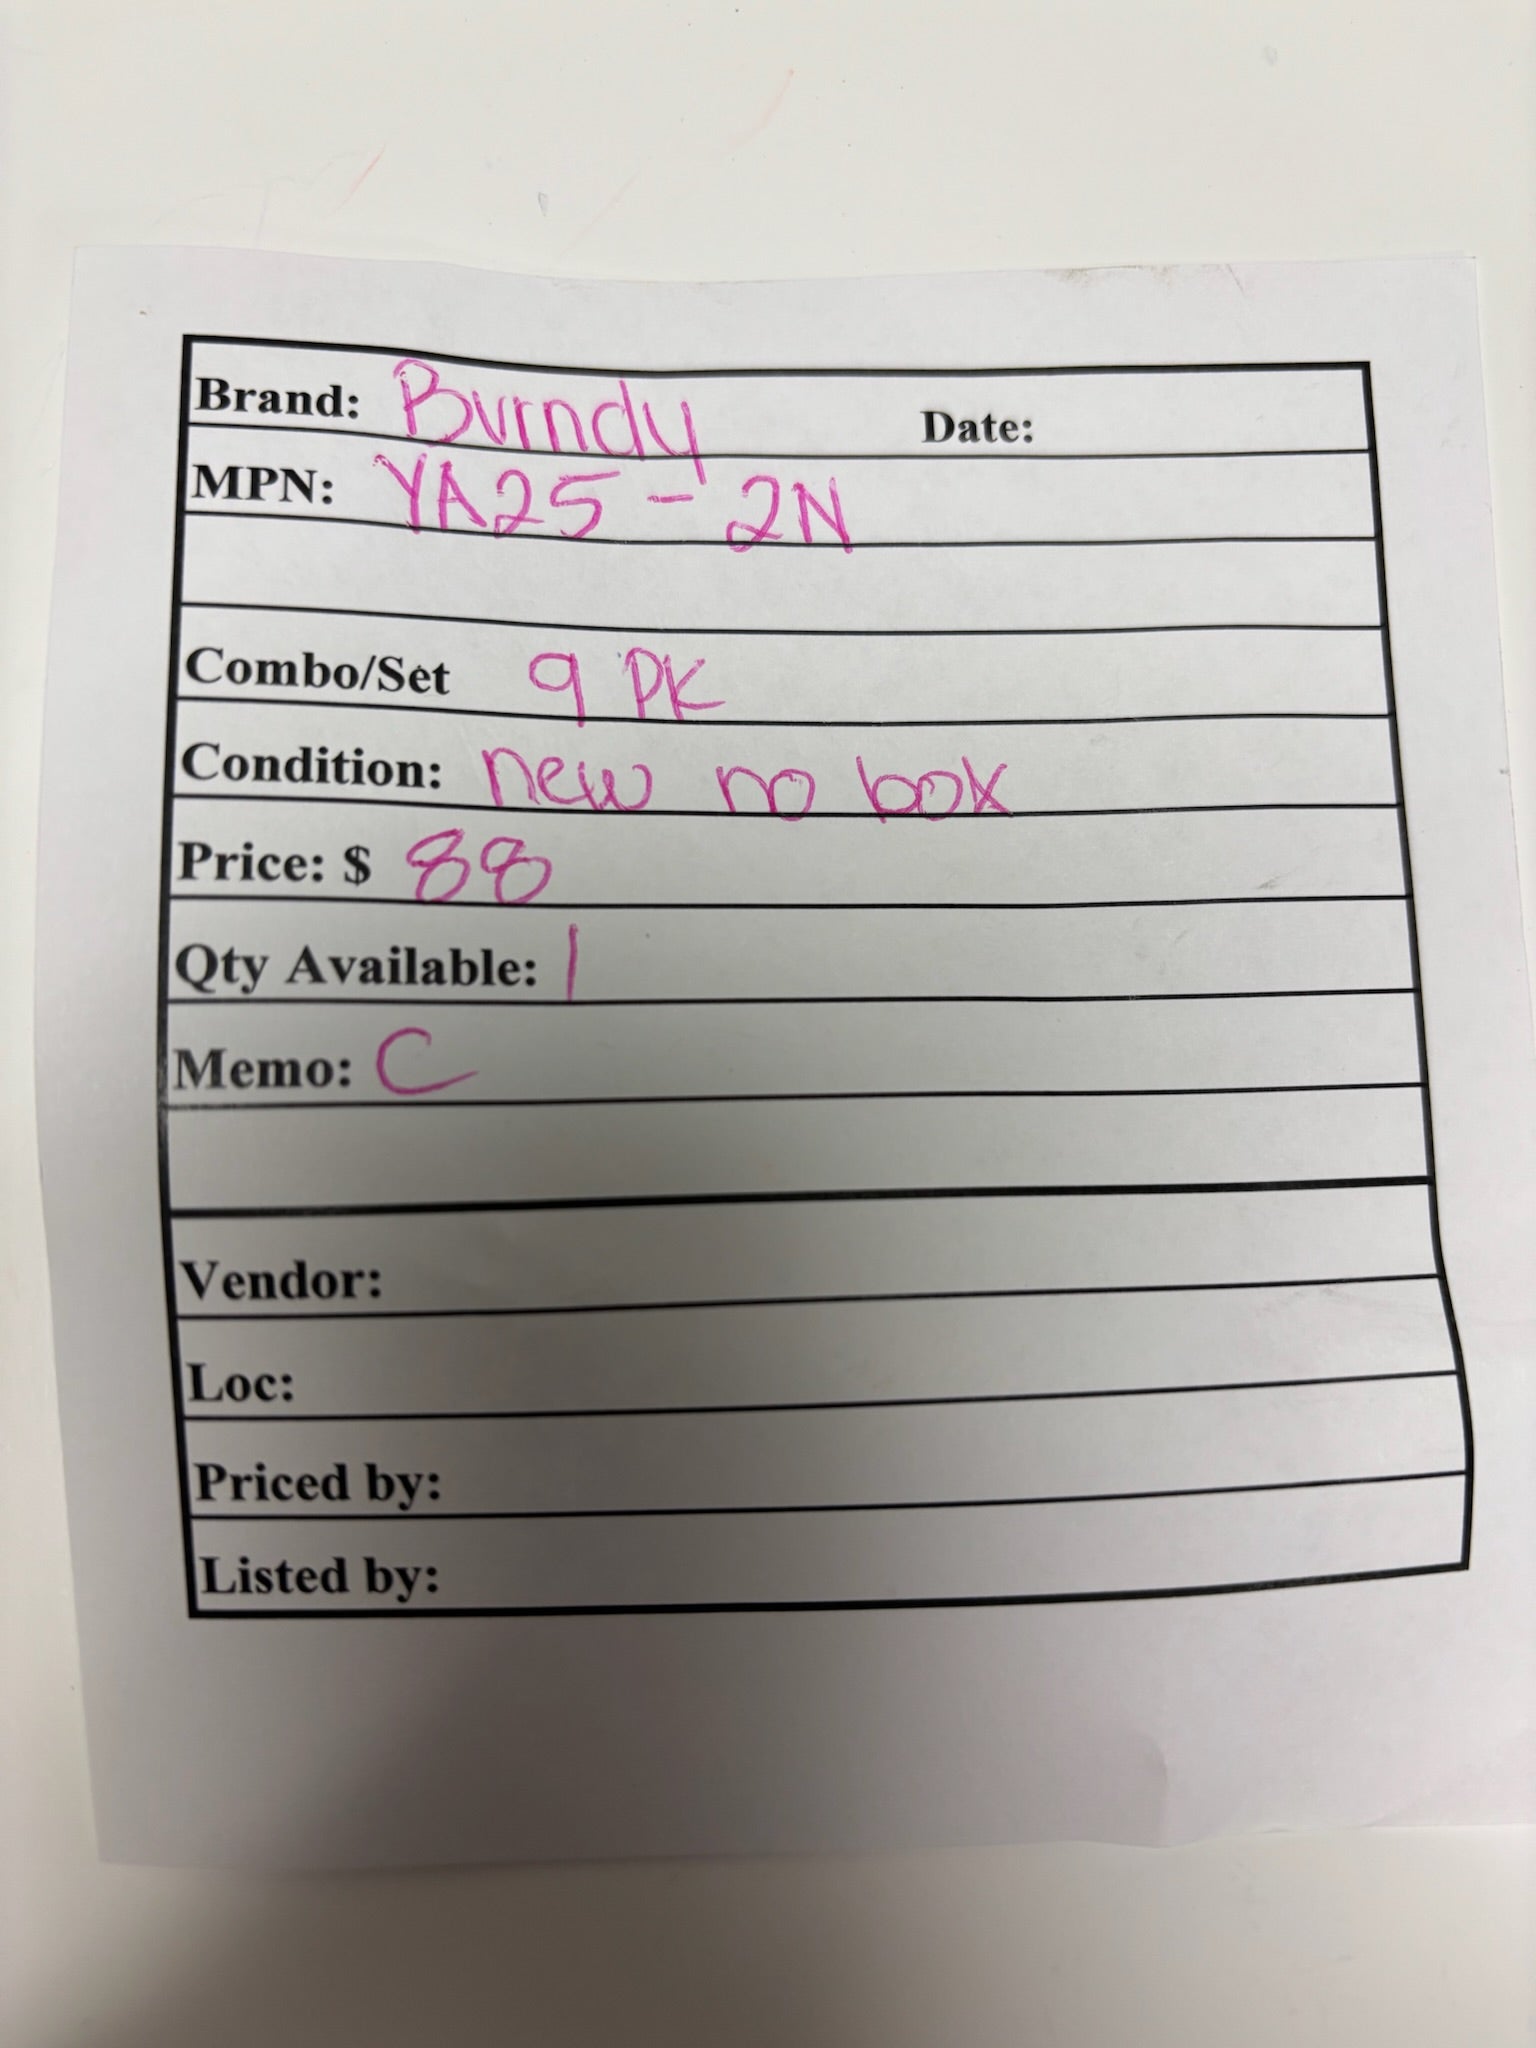 Brand: Burndy Date:
MPN: YA25-2N
Combo/Set 9 PK
Condition: new no box
Price: $ 88
Qty Available: 1
Memo: C
Vendor:
Loc:
Priced by:
Listed by: